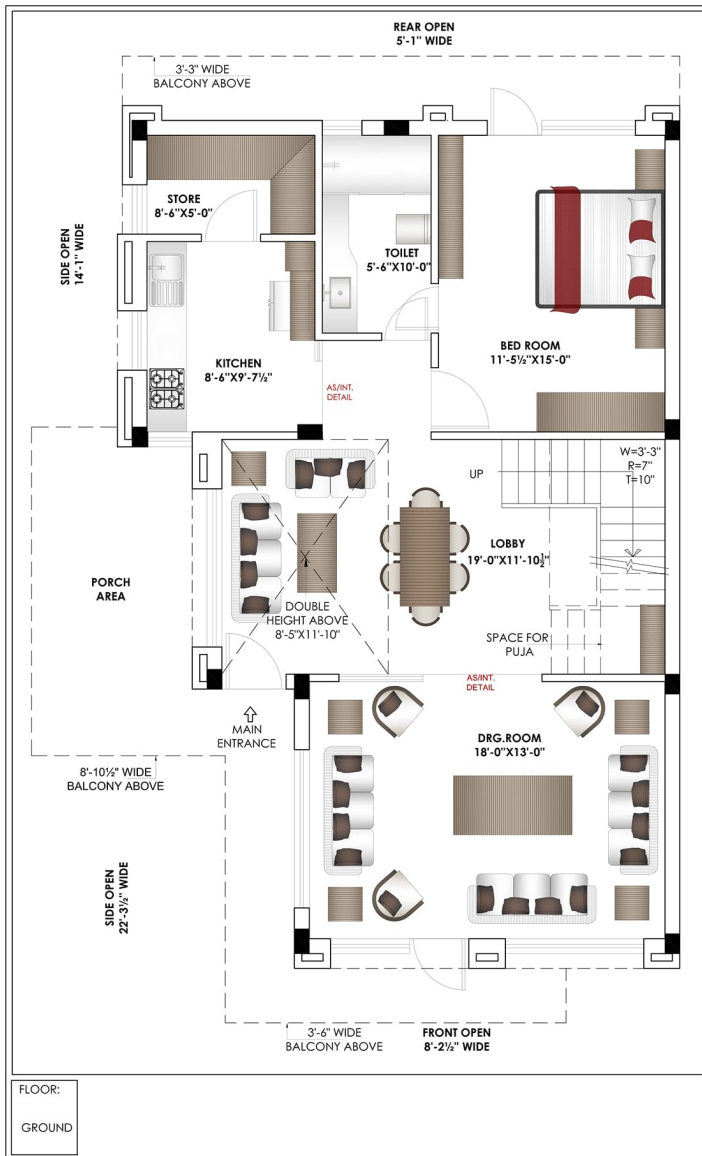 REAR OPEN
5'-1" WIDE
3'-3" WIDE
BALCONY ABOVE
STORE
8'-6"X5'-0"
SIDE OPEN
14'-1" WIDE
TOILET
5'-6"X10'-0"
BED ROOM
11'-5½"X15'-0"
KITCHEN
8'-6"X9'-7½"
AS/INT.
DETAIL
UP
W=3'-3"
R=7"
T=10"
LOBBY
19'-0"X11'-10½"
PORCH
AREA
DOUBLE
HEIGHT ABOVE
8'-5"X11'-10"
SPACE FOR
PUJA
AS/INT.
DETAIL
MAIN
ENTRANCE
DRG.ROOM
18'-0"X13'-0"
8'-10½" WIDE
BALCONY ABOVE
SIDE OPEN
22'-3½" WIDE
3'-6" WIDE
BALCONY ABOVE
FRONT OPEN
8'-2½" WIDE
FLOOR:
GROUND